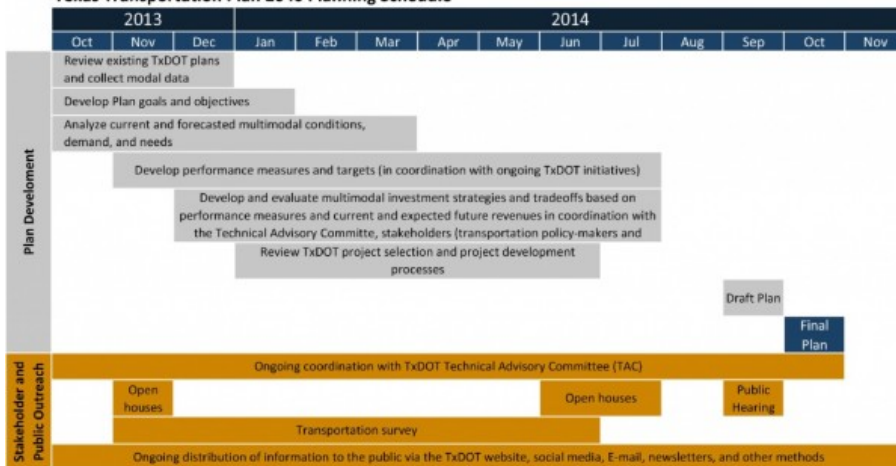 Texas Transportation Plan 2040 Planning Schedule
2013 2014
Oct Nov Dec Jan Feb Mar Apr May Jun Jul Aug Sep Oct Nov
Plan Develoment
Review existing TxDOT plans
and collect modal data
Develop Plan goals and objectives
Analyze current and forecasted multimodal conditions,
demand, and needs
Develop performance measures and targets (in coordination with ongoing TxDOT initiatives)
Develop and evaluate multimodal investment strategies and tradeoffs based on
performance measures and current and expected future revenues in coordination with
the Technical Advisory Committe, stakeholders (transportation policy-makers and
Review TxDOT project selection and project development
processes
Draft Plan
Final
Plan
Stakeholder and
Public Outreach
Ongoing coordination with TxDOT Technical Advisory Committee (TAC)
Open
houses
Open houses
Public
Hearing
Transportation survey
Ongoing distribution of information to the public via the TxDOT website, social media, E-mail, newsletters, and other methods